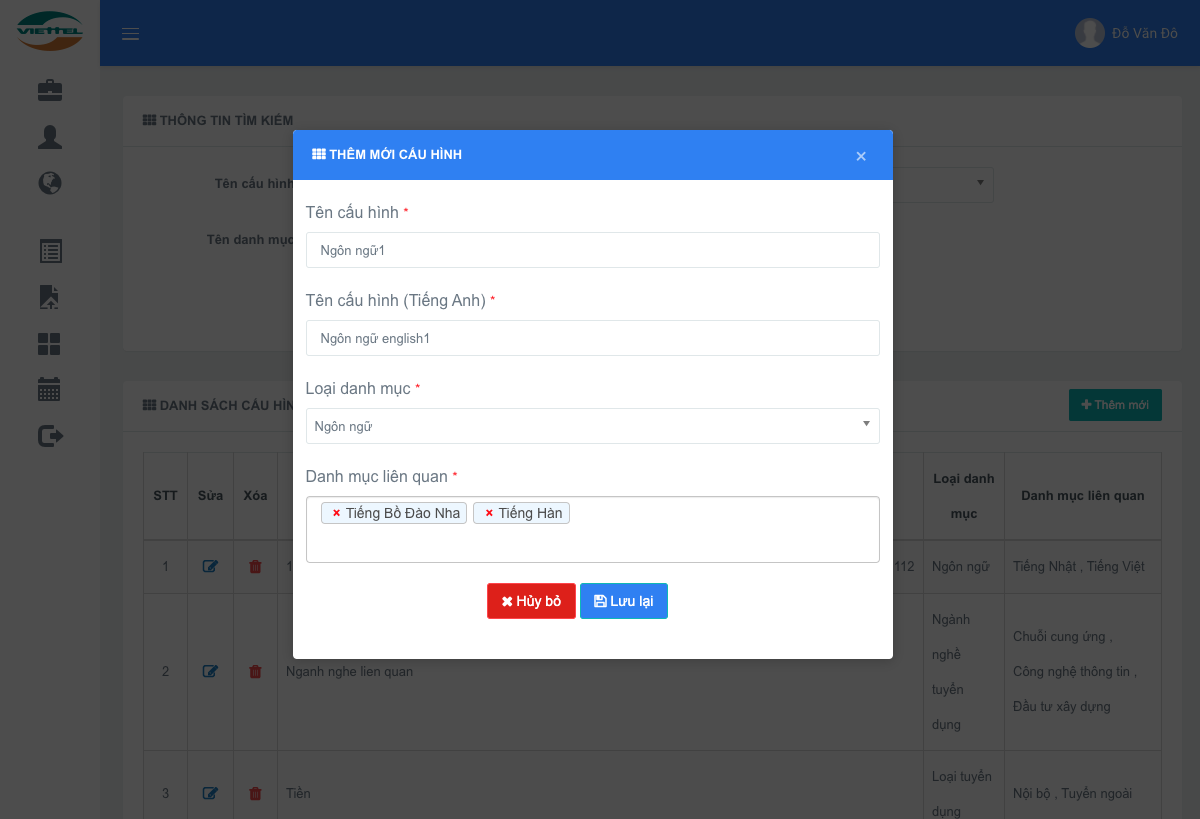 VIETTEL
Đỗ Văn Đô
THÔNG TIN TÌM KIẾM
Tên cấu hình
Tên danh mục
THÊM MỚI CẤU HÌNH
×
Tên cấu hình *
Ngôn ngữ1
Tên cấu hình (Tiếng Anh) *
Ngôn ngữ english1
Loại danh mục *
Ngôn ngữ
Danh mục liên quan *
× Tiếng Bồ Đào Nha × Tiếng Hàn
Hủy bỏ Lưu lại
DANH SÁCH CẤU HÌN
Thêm mới
STT Sửa Xóa Loại danh mục Danh mục liên quan
1 1 112 Ngôn ngữ Tiếng Nhật , Tiếng Việt
2 Nganh nghe lien quan
Ngành
nghề
tuyển
dụng
Chuỗi cung ứng ,
Công nghệ thông tin ,
Đầu tư xây dựng
3 Tiền
Loại tuyển
dụng
Nội bộ , Tuyển ngoài